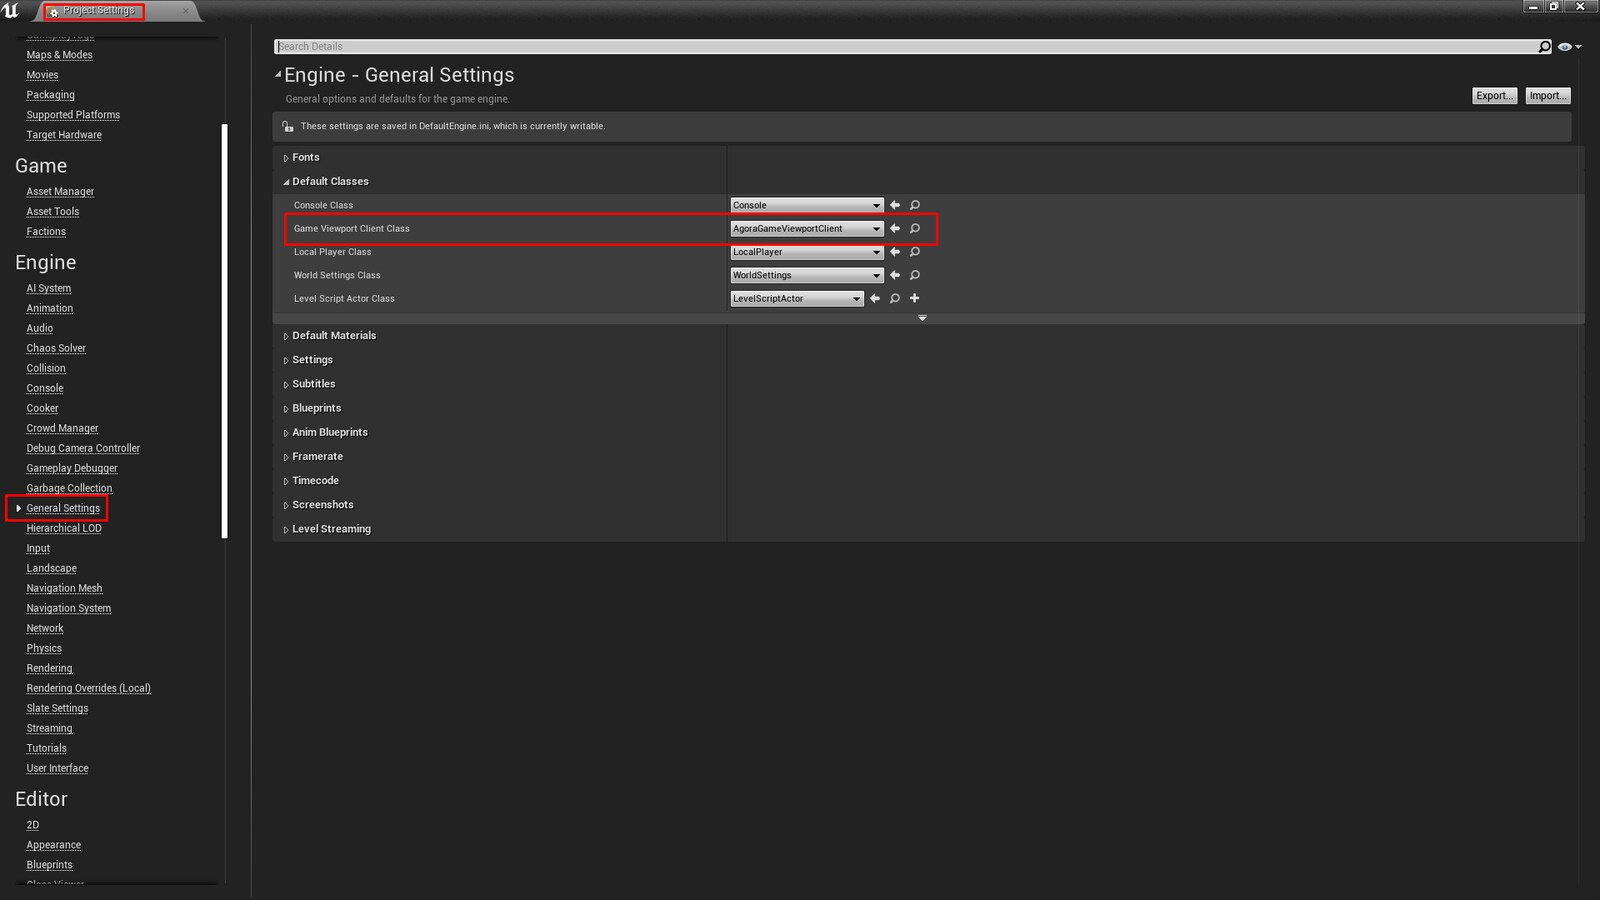 Project Settings
Maps & Modes
Movies
Packaging
Supported Platforms
Target Hardware
Game
Asset Manager
Asset Tools
Factions
Engine
AI System
Animation
Audio
Chaos Solver
Collision
Console
Cooker
Crowd Manager
Debug Camera Controller
Gameplay Debugger
Garbage Collection
General Settings
Hierarchical LOD
Input
Landscape
Navigation Mesh
Navigation System
Network
Physics
Rendering
Rendering Overrides (Local)
Slate Settings
Streaming
Tutorials
User Interface
Editor
2D
Appearance
Blueprints
Search Details
Engine - General Settings
General options and defaults for the game engine.
Export... Import...
These settings are saved in DefaultEngine.ini, which is currently writable.
Fonts
Default Classes
Console Class Console
Game Viewport Client Class AgoraGameViewportClient
Local Player Class LocalPlayer
World Settings Class WorldSettings
Level Script Actor Class LevelScriptActor
Default Materials
Settings
Subtitles
Blueprints
Anim Blueprints
Framerate
Timecode
Screenshots
Level Streaming